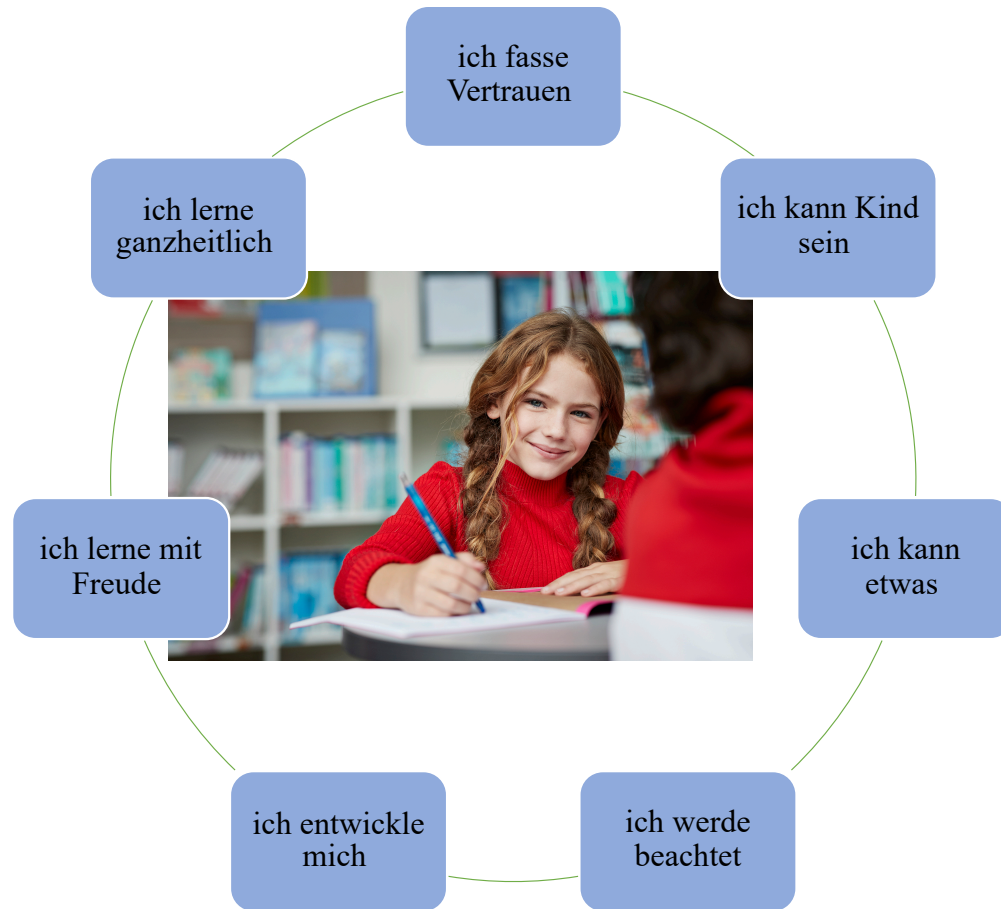 ich fasse
Vertrauen
ich kann Kind
sein
ich kann
etwas
ich werde
beachtet
ich entwickle
mich
ich lerne mit
Freude
ich lerne
ganzheitlich